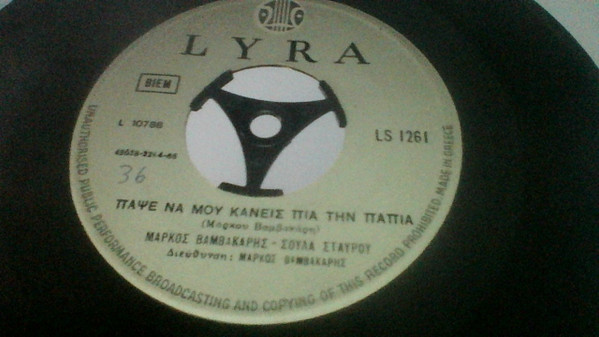 LYRA
BIEM
L 10788
LS 1261
36
ΠΑΨΕ ΝΑ ΜΟΥ ΚΑΝΕΙΣ ΠΙΑ ΤΗΝ ΠΑΠΙΑ
(Μάρκου Βαμβακάρη)
ΜΑΡΚΟΣ ΒΑΜΒΑΚΑΡΗΣ - ΣΟΥΛΑ ΣΤΑΥΡΟΥ
Διεύθυνση: ΜΑΡΚΟΣ ΒΑΜΒΑΚΑΡΗΣ
UNAUTHORISED PUBLIC PERFORMANCE BROADCASTING AND COPYING OF THIS RECORD PROHIBITED. MADE IN GREECE